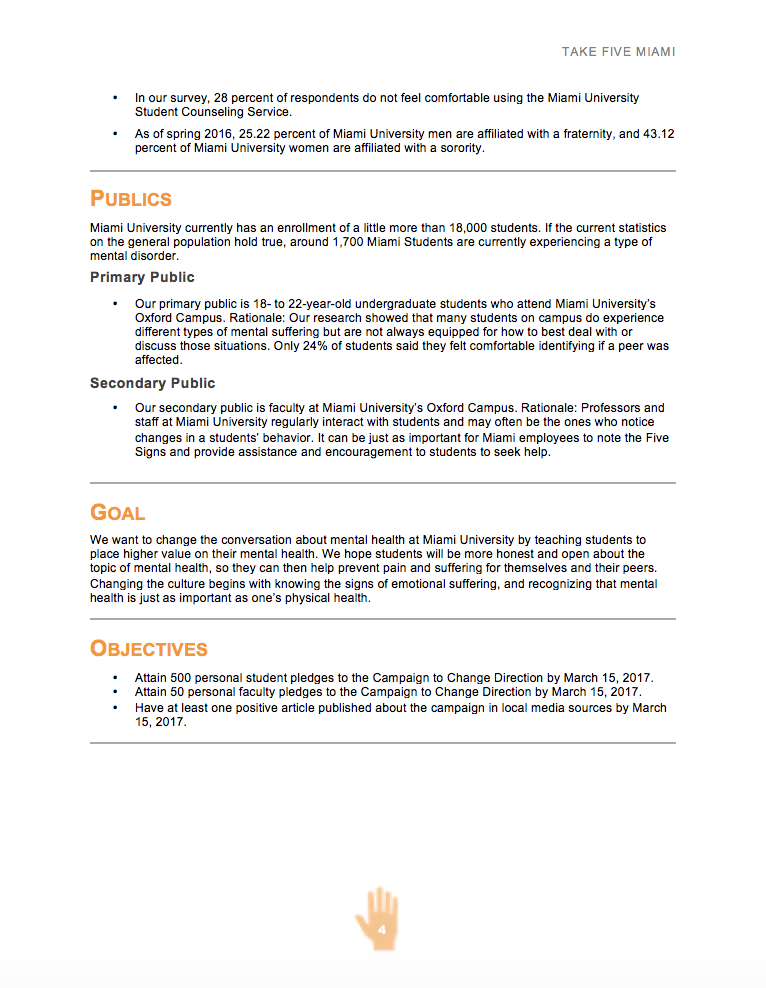 TAKE FIVE MIAMI
• In our survey, 28 percent of respondents do not feel comfortable using the Miami University
Student Counseling Service.
• As of spring 2016, 25.22 percent of Miami University men are affiliated with a fraternity, and 43.12
percent of Miami University women are affiliated with a sorority.
PUBLICS
Miami University currently has an enrollment of a little more than 18,000 students. If the current statistics
on the general population hold true, around 1,700 Miami Students are currently experiencing a type of
mental disorder.
Primary Public
• Our primary public is 18- to 22-year-old undergraduate students who attend Miami University’s
Oxford Campus. Rationale: Our research showed that many students on campus do experience
different types of mental suffering but are not always equipped for how to best deal with or
discuss those situations. Only 24% of students said they felt comfortable identifying if a peer was
affected.
Secondary Public
• Our secondary public is faculty at Miami University’s Oxford Campus. Rationale: Professors and
staff at Miami University regularly interact with students and may often be the ones who notice
changes in a students’ behavior. It can be just as important for Miami employees to note the Five
Signs and provide assistance and encouragement to students to seek help.
GOAL
We want to change the conversation about mental health at Miami University by teaching students to
place higher value on their mental health. We hope students will be more honest and open about the
topic of mental health, so they can then help prevent pain and suffering for themselves and their peers.
Changing the culture begins with knowing the signs of emotional suffering, and recognizing that mental
health is just as important as one’s physical health.
OBJECTIVES
• Attain 500 personal student pledges to the Campaign to Change Direction by March 15, 2017.
• Attain 50 personal faculty pledges to the Campaign to Change Direction by March 15, 2017.
• Have at least one positive article published about the campaign in local media sources by March
15, 2017.
4